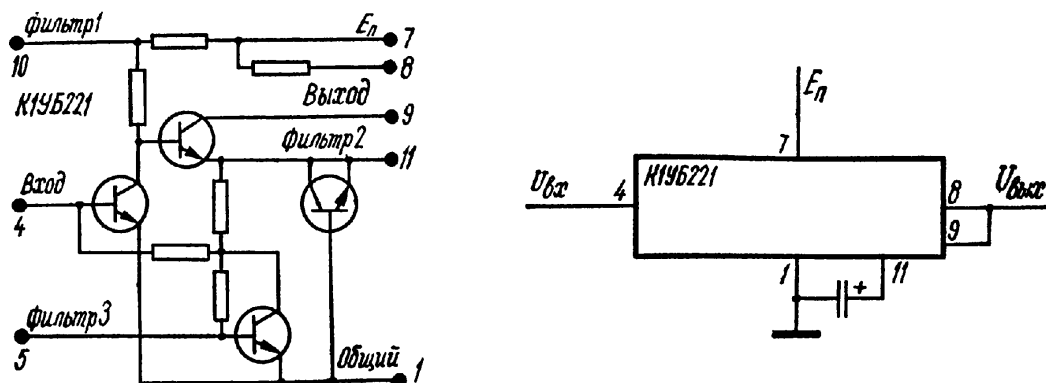 Фильтр1
10
Eп 7
8
К1УБ221
Выход
9
Фильтр2
11
Вход
4
Фильтр3
5
Общий 1
Eп
7
Uвх
4
К1УБ221
8
Uвых
9
1
11
+